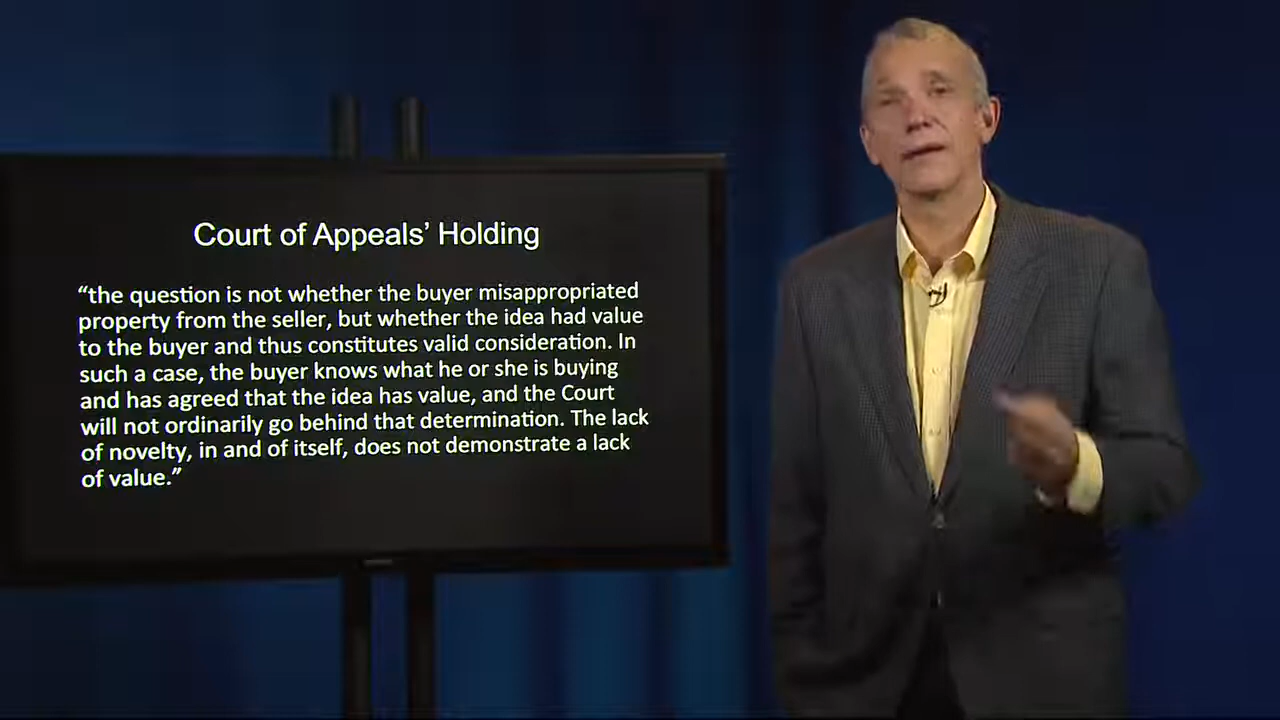 Court of Appeals’ Holding
“the question is not whether the buyer misappropriated
property from the seller, but whether the idea had value
to the buyer and thus constitutes valid consideration. In
such a case, the buyer knows what he or she is buying
and has agreed that the idea has value, and the Court
will not ordinarily go behind that determination. The lack
of novelty, in and of itself, does not demonstrate a lack
of value.”